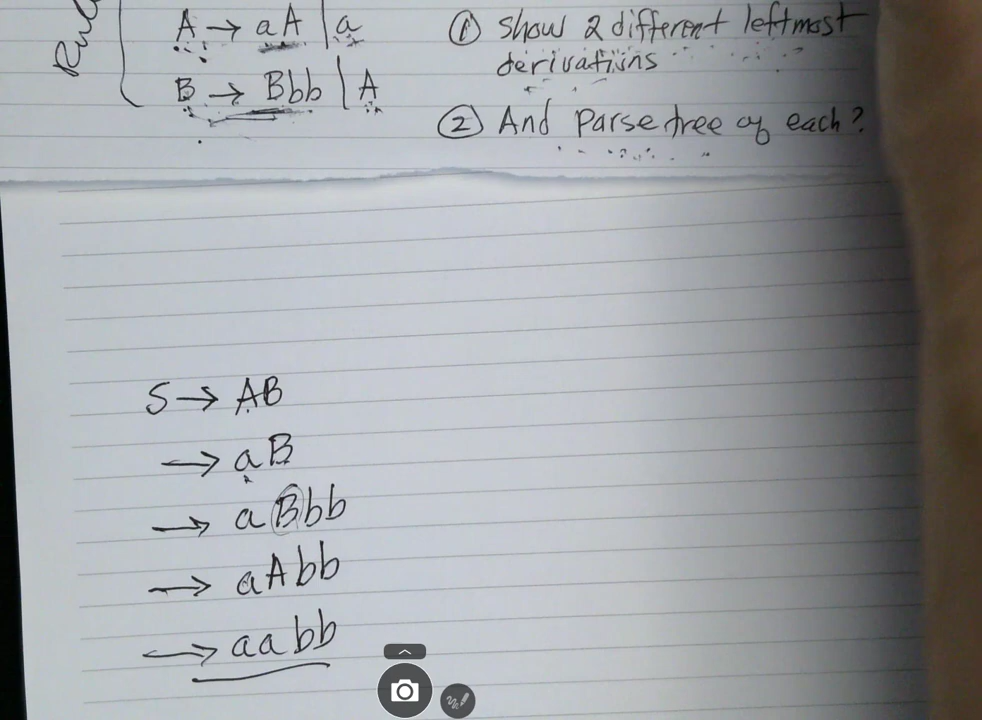 A → aA | a
B → Bbb | A
① Show 2 different leftmost
derivations
② And Parse tree of each?
S → AB
→ aB
→ aBbb
→ aAbb
→ aabb